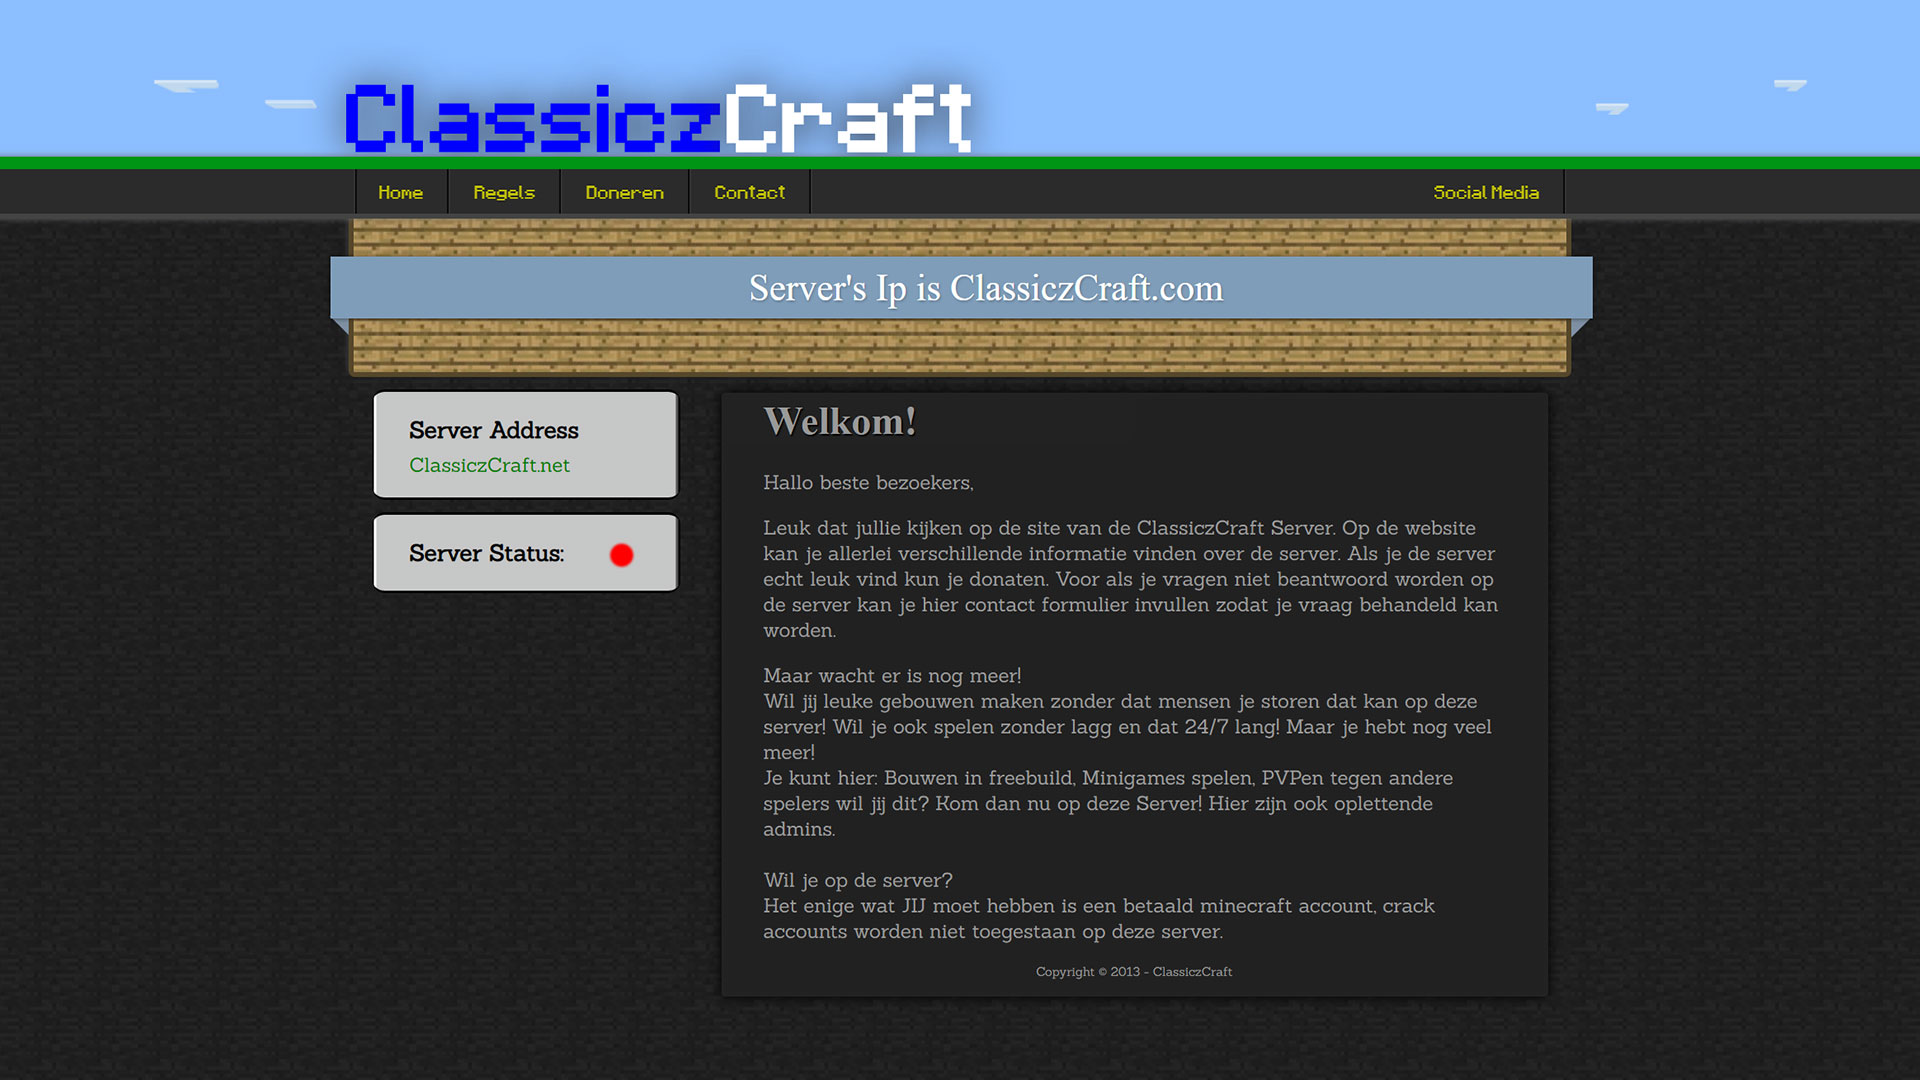 ClassiczCraft
Home Regels Doneren Contact Social Media
Server's Ip is ClassiczCraft.com
Server Address
ClassiczCraft.net
Server Status:
Welkom!
Hallo beste bezoekers,
Leuk dat jullie kijken op de site van de ClassiczCraft Server. Op de website
kan je allerlei verschillende informatie vinden over de server. Als je de server
echt leuk vind kun je donaten. Voor als je vragen niet beantwoord worden op
de server kan je hier contact formulier invullen zodat je vraag behandeld kan
worden.
Maar wacht er is nog meer!
Wil jij leuke gebouwen maken zonder dat mensen je storen dat kan op deze
server! Wil je ook spelen zonder lagg en dat 24/7 lang! Maar je hebt nog veel
meer!
Je kunt hier: Bouwen in freebuild, Minigames spelen, PVPen tegen andere
spelers wil jij dit? Kom dan nu op deze Server! Hier zijn ook oplettende
admins.
Wil je op de server?
Het enige wat JIJ moet hebben is een betaald minecraft account, crack
accounts worden niet toegestaan op deze server.
Copyright © 2013 - ClassiczCraft